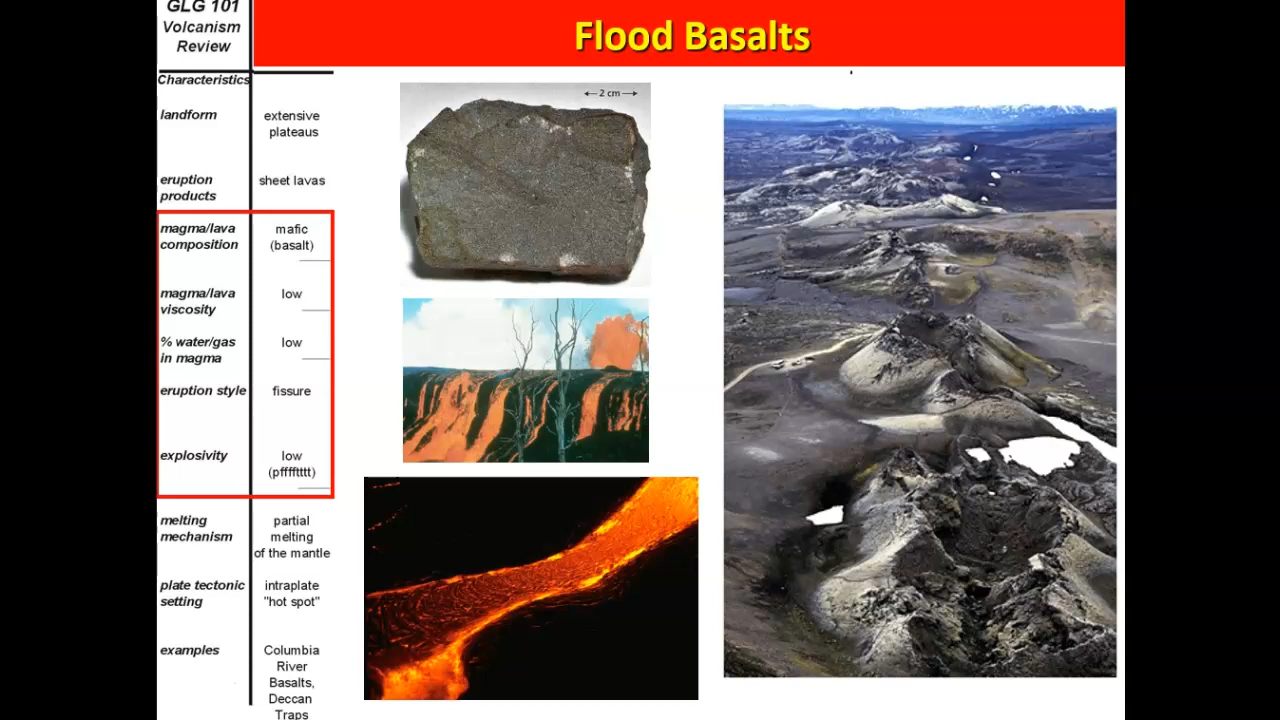 GLG 101
Volcanism
Review
Flood Basalts
Characteristics
landform
extensive
plateaus
eruption
products
sheet lavas
magma/lava
composition
mafic
(basalt)
magma/lava
viscosity
low
% water/gas
in magma
low
eruption style
fissure
explosivity
low
(pfffftttt)
melting
mechanism
partial
melting
of the mantle
plate tectonic
setting
intraplate
"hot spot"
examples
Columbia
River
Basalts,
Deccan
Traps
2 cm